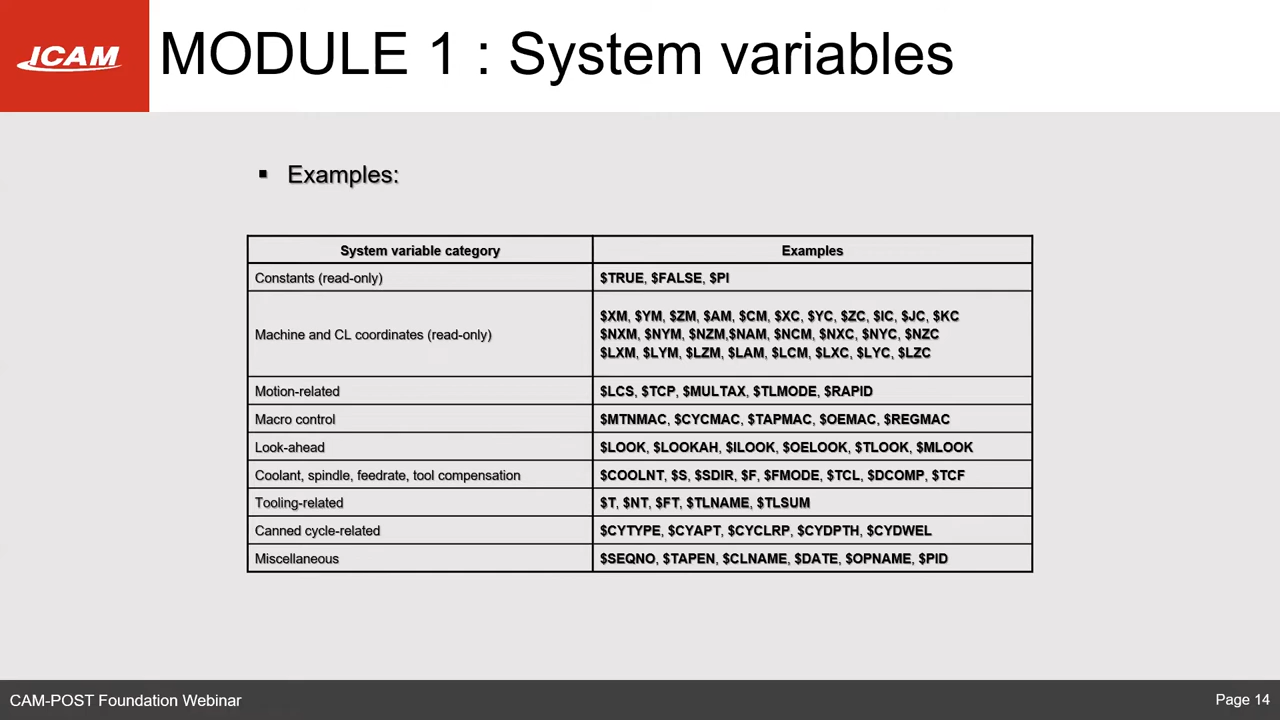 ICAM
MODULE 1 : System variables
▪ Examples:
System variable category Examples
Constants (read-only) $TRUE, $FALSE, $PI
Machine and CL coordinates (read-only)
$XM, $YM, $ZM, $AM, $CM, $XC, $YC, $ZC, $IC, $JC, $KC
$NXM, $NYM, $NZM,$NAM, $NCM, $NXC, $NYC, $NZC
$LXM, $LYM, $LZM, $LAM, $LCM, $LXC, $LYC, $LZC
Motion-related $LCS, $TCP, $MULTAX, $TLMODE, $RAPID
Macro control $MTNMAC, $CYCMAC, $TAPMAC, $OEMAC, $REGMAC
Look-ahead $LOOK, $LOOKAH, $ILOOK, $OELOOK, $TLOOK, $MLOOK
Coolant, spindle, feedrate, tool compensation $COOLNT, $S, $SDIR, $F, $FMODE, $TCL, $DCOMP, $TCF
Tooling-related $T, $NT, $FT, $TLNAME, $TLSUM
Canned cycle-related $CYTYPE, $CYAPT, $CYCLRP, $CYDPTH, $CYDWEL
Miscellaneous $SEQNO, $TAPEN, $CLNAME, $DATE, $OPNAME, $PID
CAM-POST Foundation Webinar Page 14